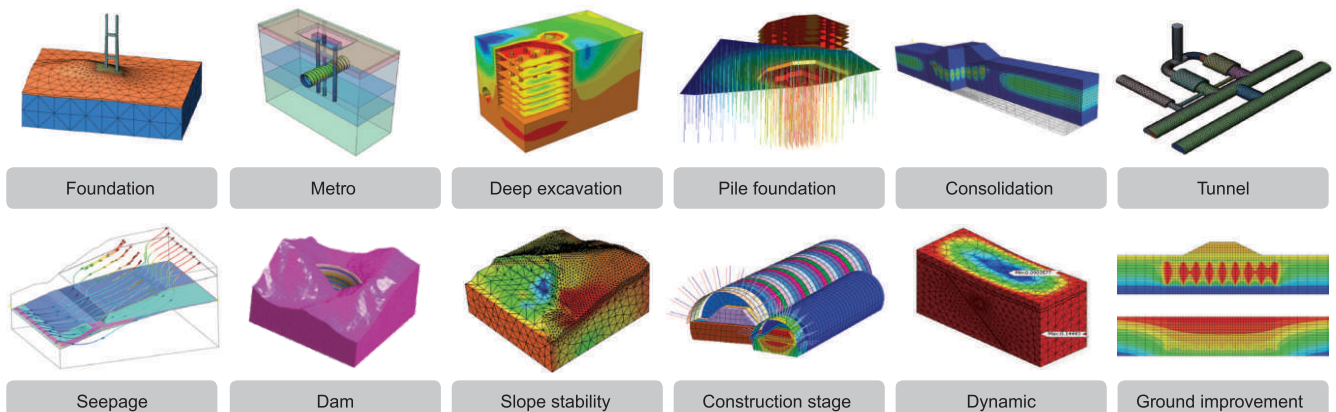 Foundation
Metro
Deep excavation
Pile foundation
Consolidation
Tunnel
Seepage
Dam
Slope stability
Construction stage
Dynamic
Ground improvement